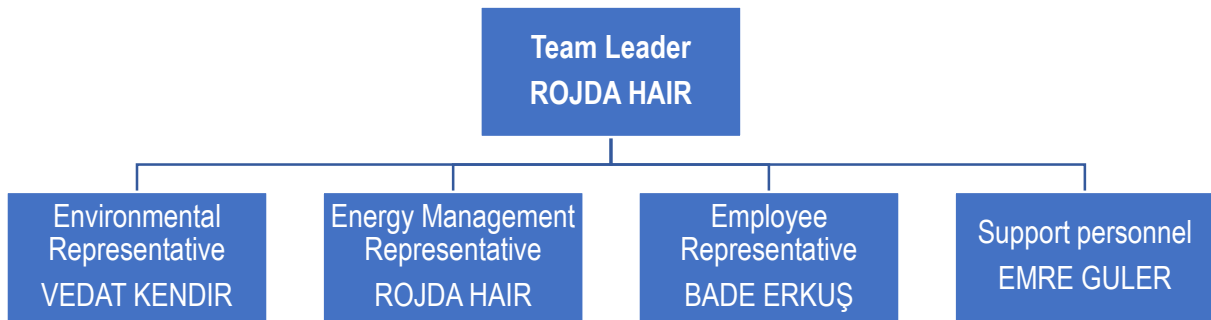 Team Leader
ROJDA HAIR
Environmental
Representative
VEDAT KENDIR
Energy Management
Representative
ROJDA HAIR
Employee
Representative
BADE ERKUŞ
Support personnel
EMRE GULER